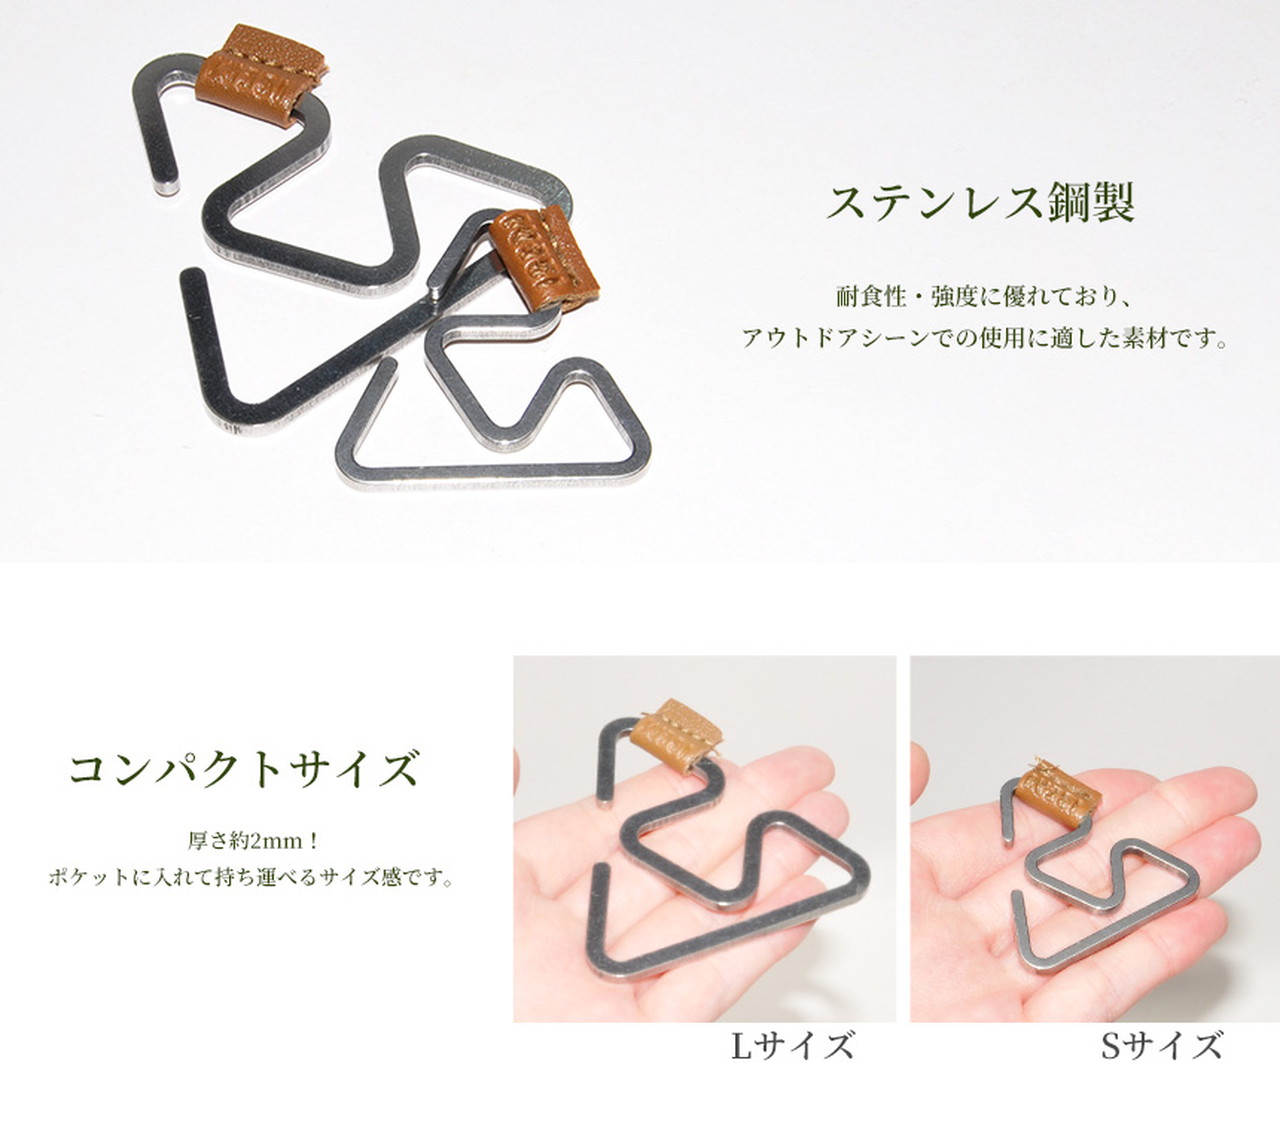 ステンレス鋼製
耐食性・強度に優れており、
アウトドアシーンでの使用に適した素材です。
コンパクトサイズ
厚さ約2mm！
ポケットに入れて持ち運べるサイズ感です。
Lサイズ
Sサイズ